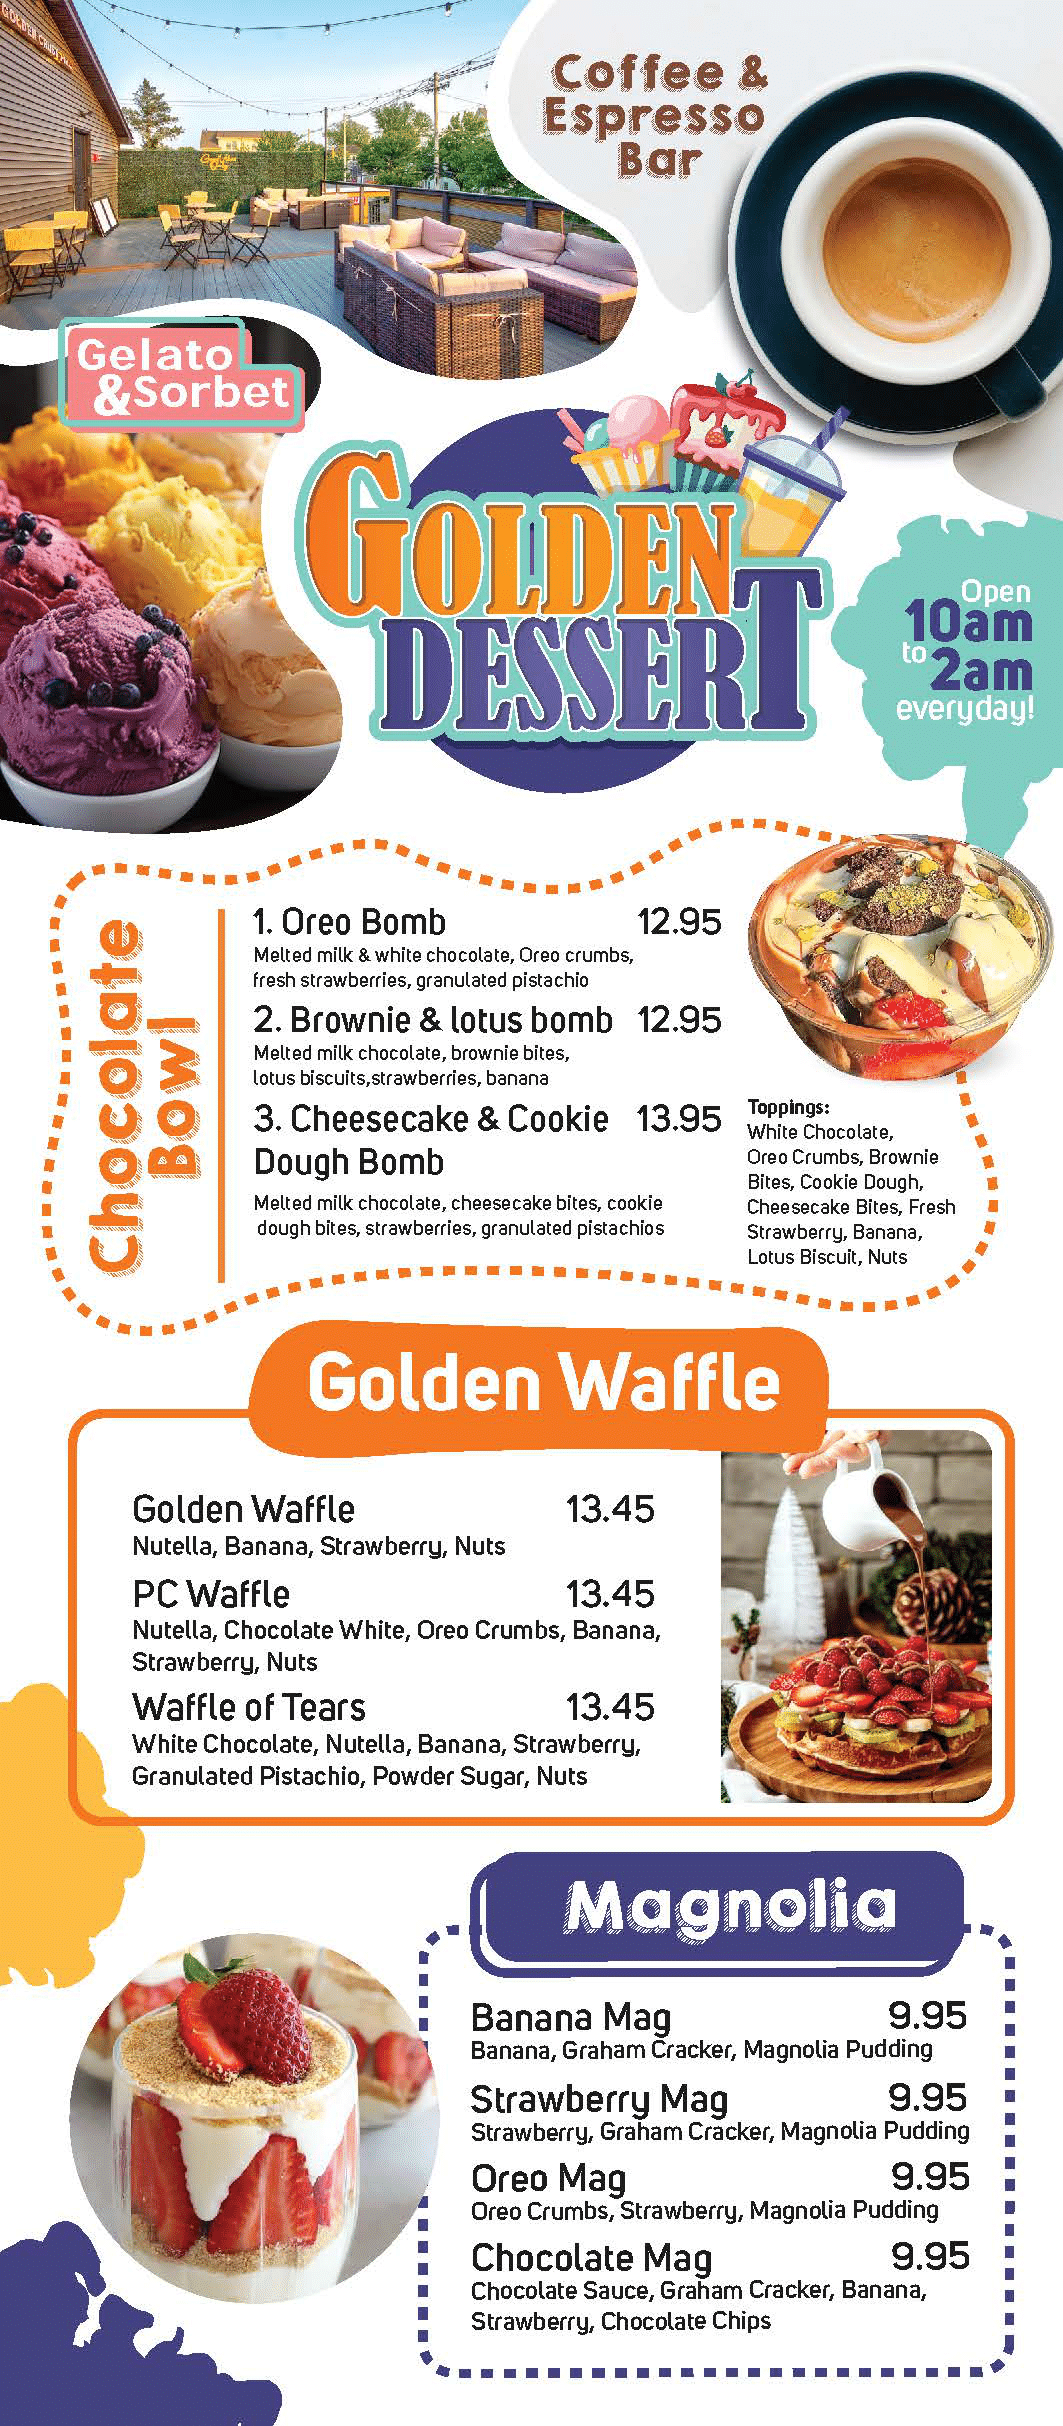 GOLDEN CRUST PIZZA
Coffee &
Espresso
Bar
Gelato
&Sorbet
GOLDEN
DESSERT
Open
10am
to 2am
everyday!
Chocolate
Bowl
1. Oreo Bomb 12.95
Melted milk & white chocolate, Oreo crumbs,
fresh strawberries, granulated pistachio
2. Brownie & lotus bomb 12.95
Melted milk chocolate, brownie bites,
lotus biscuits,strawberries, banana
3. Cheesecake & Cookie 13.95
Dough Bomb
Melted milk chocolate, cheesecake bites, cookie
dough bites, strawberries, granulated pistachios
Toppings:
White Chocolate,
Oreo Crumbs, Brownie
Bites, Cookie Dough,
Cheesecake Bites, Fresh
Strawberry, Banana,
Lotus Biscuit, Nuts
Golden Waffle
Golden Waffle 13.45
Nutella, Banana, Strawberry, Nuts
PC Waffle 13.45
Nutella, Chocolate White, Oreo Crumbs, Banana,
Strawberry, Nuts
Waffle of Tears 13.45
White Chocolate, Nutella, Banana, Strawberry,
Granulated Pistachio, Powder Sugar, Nuts
Magnolia
Banana Mag 9.95
Banana, Graham Cracker, Magnolia Pudding
Strawberry Mag 9.95
Strawberry, Graham Cracker, Magnolia Pudding
Oreo Mag 9.95
Oreo Crumbs, Strawberry, Magnolia Pudding
Chocolate Mag 9.95
Chocolate Sauce, Graham Cracker, Banana,
Strawberry, Chocolate Chips